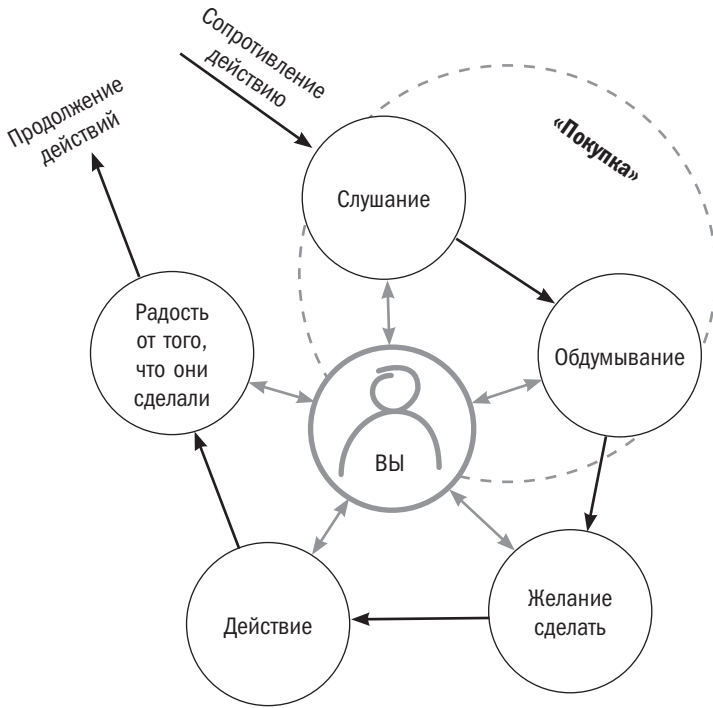 Сопротивление
действию
Продолжение
действий
«Покупка»
Слушание
Обдумывание
Радость
от того,
что они
сделали
ВЫ
Желание
сделать
Действие